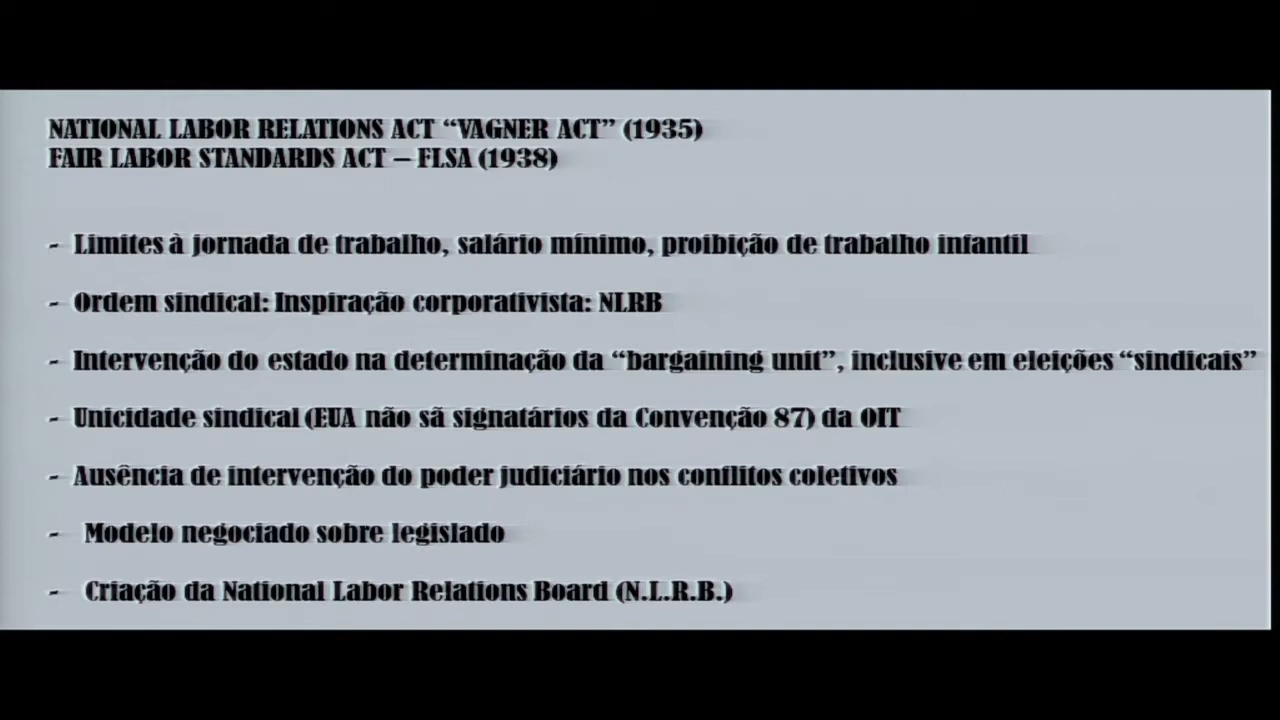 NATIONAL LABOR RELATIONS ACT “VAGNER ACT” (1935)
FAIR LABOR STANDARDS ACT – FLSA (1938)
- Limites à jornada de trabalho, salário mínimo, proibição de trabalho infantil
- Ordem sindical: Inspiração corporativista: NLRB
- Intervenção do estado na determinação da “bargaining unit”, inclusive em eleições “sindicais”
- Unicidade sindical (EUA não sã signatários da Convenção 87) da OIT
- Ausência de intervenção do poder judiciário nos conflitos coletivos
- Modelo negociado sobre legislado
- Criação da National Labor Relations Board (N.L.R.B.)